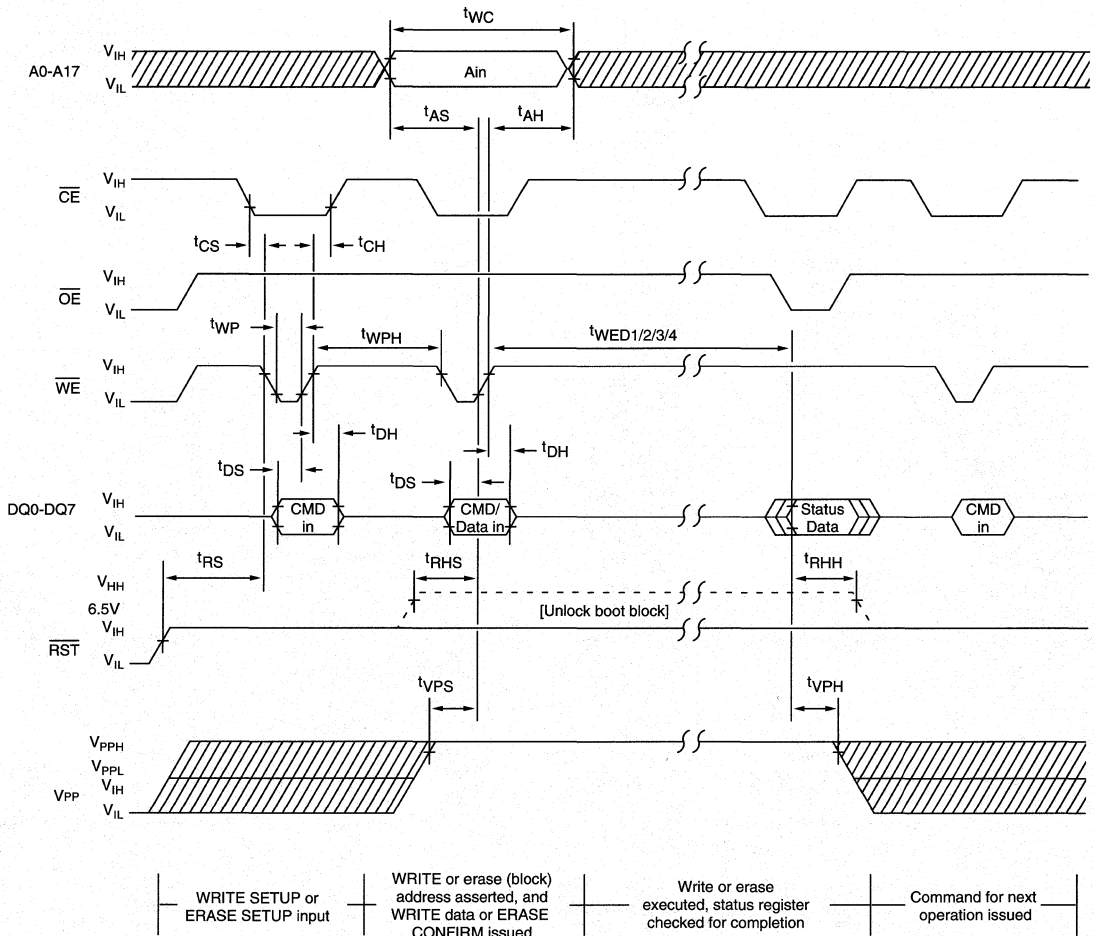 tWC
A0-A17
VIH
VIL
Ain
tAS
tAH
CE
VIH
VIL
tCS
tCH
OE
VIH
VIL
tWP
tWPH
tWED1/2/3/4
WE
VIH
VIL
tDH
tDH
tDS
tDS
DQ0-DQ7
VIH
VIL
CMD
in
CMD/
Data in
Status
Data
CMD
in
tRS
tRHS
tRHH
VHH
6.5V
[Unlock boot block]
RST
VIH
VIL
tVPS
tVPH
VPP
VPPH
VPPL
VIH
VIL
WRITE SETUP or
ERASE SETUP input
WRITE or erase (block)
address asserted, and
WRITE data or ERASE
CONFIRM issued
Write or erase
executed, status register
checked for completion
Command for next
operation issued